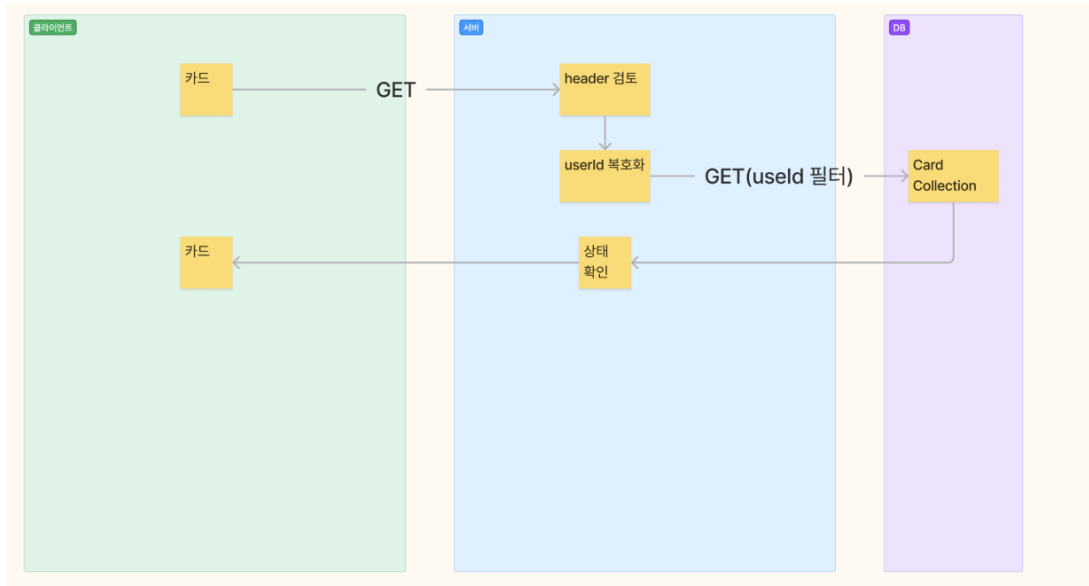 클라이언트
서버
DB
카드
GET
header 검토
userId 복호화
GET(useId 필터)
Card
Collection
카드
상태
확인